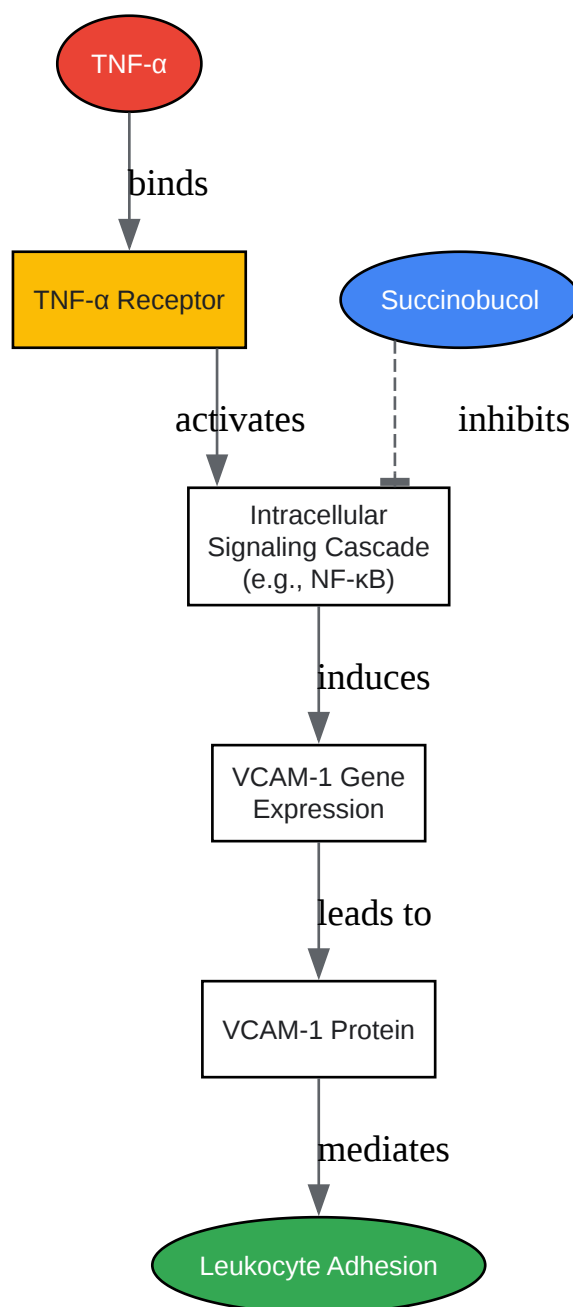 TNF-α
binds
TNF-α Receptor
Succinobucol
activates
inhibits
Intracellular
Signaling Cascade
(e.g., NF-κB)
induces
VCAM-1 Gene
Expression
leads to
VCAM-1 Protein
mediates
Leukocyte Adhesion